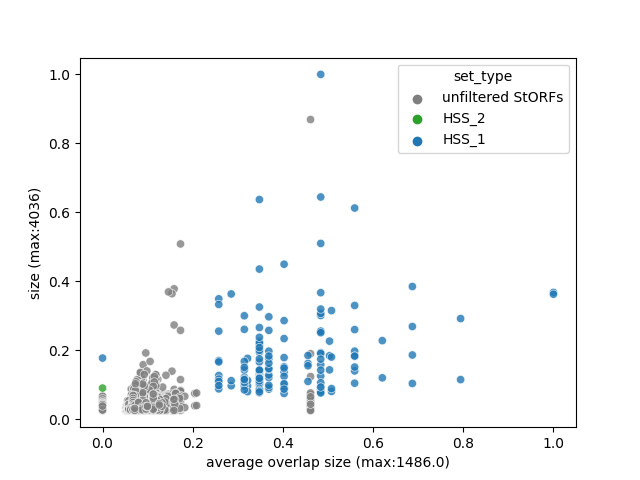 set_type
unfiltered StORFs
HSS_2
HSS_1
1.0
0.8
0.6
0.4
0.2
0.0
size (max:4036)
0.0 0.2 0.4 0.6 0.8 1.0
average overlap size (max:1486.0)